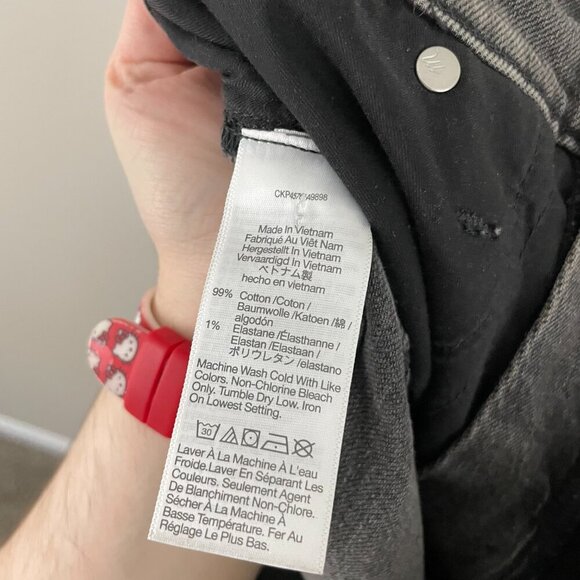 Made In Vietnam
Fabriqué Au Viêt Nam
Hergestellt In Vietnam
Vervaardigd In Vietnam
ベトナム製
hecho en vietnam
99% Cotton /Coton /
Baumwolle /Katoen /綿 /
algodón
1% Elastane /Élasthanne /
Elastan /Elastaan /
ポリウレタン /elastano
Machine Wash Cold With Like
Colors. Non-Chlorine Bleach
Only. Tumble Dry Low. Iron
On Lowest Setting.
30
Laver À La Machine À L'eau
Froide.Laver En Séparant Les
Couleurs. Seulement Agent
De Blanchiment Non-Chloré.
Sécher À La Machine À
Basse Température. Fer Au
Réglage Le Plus Bas.